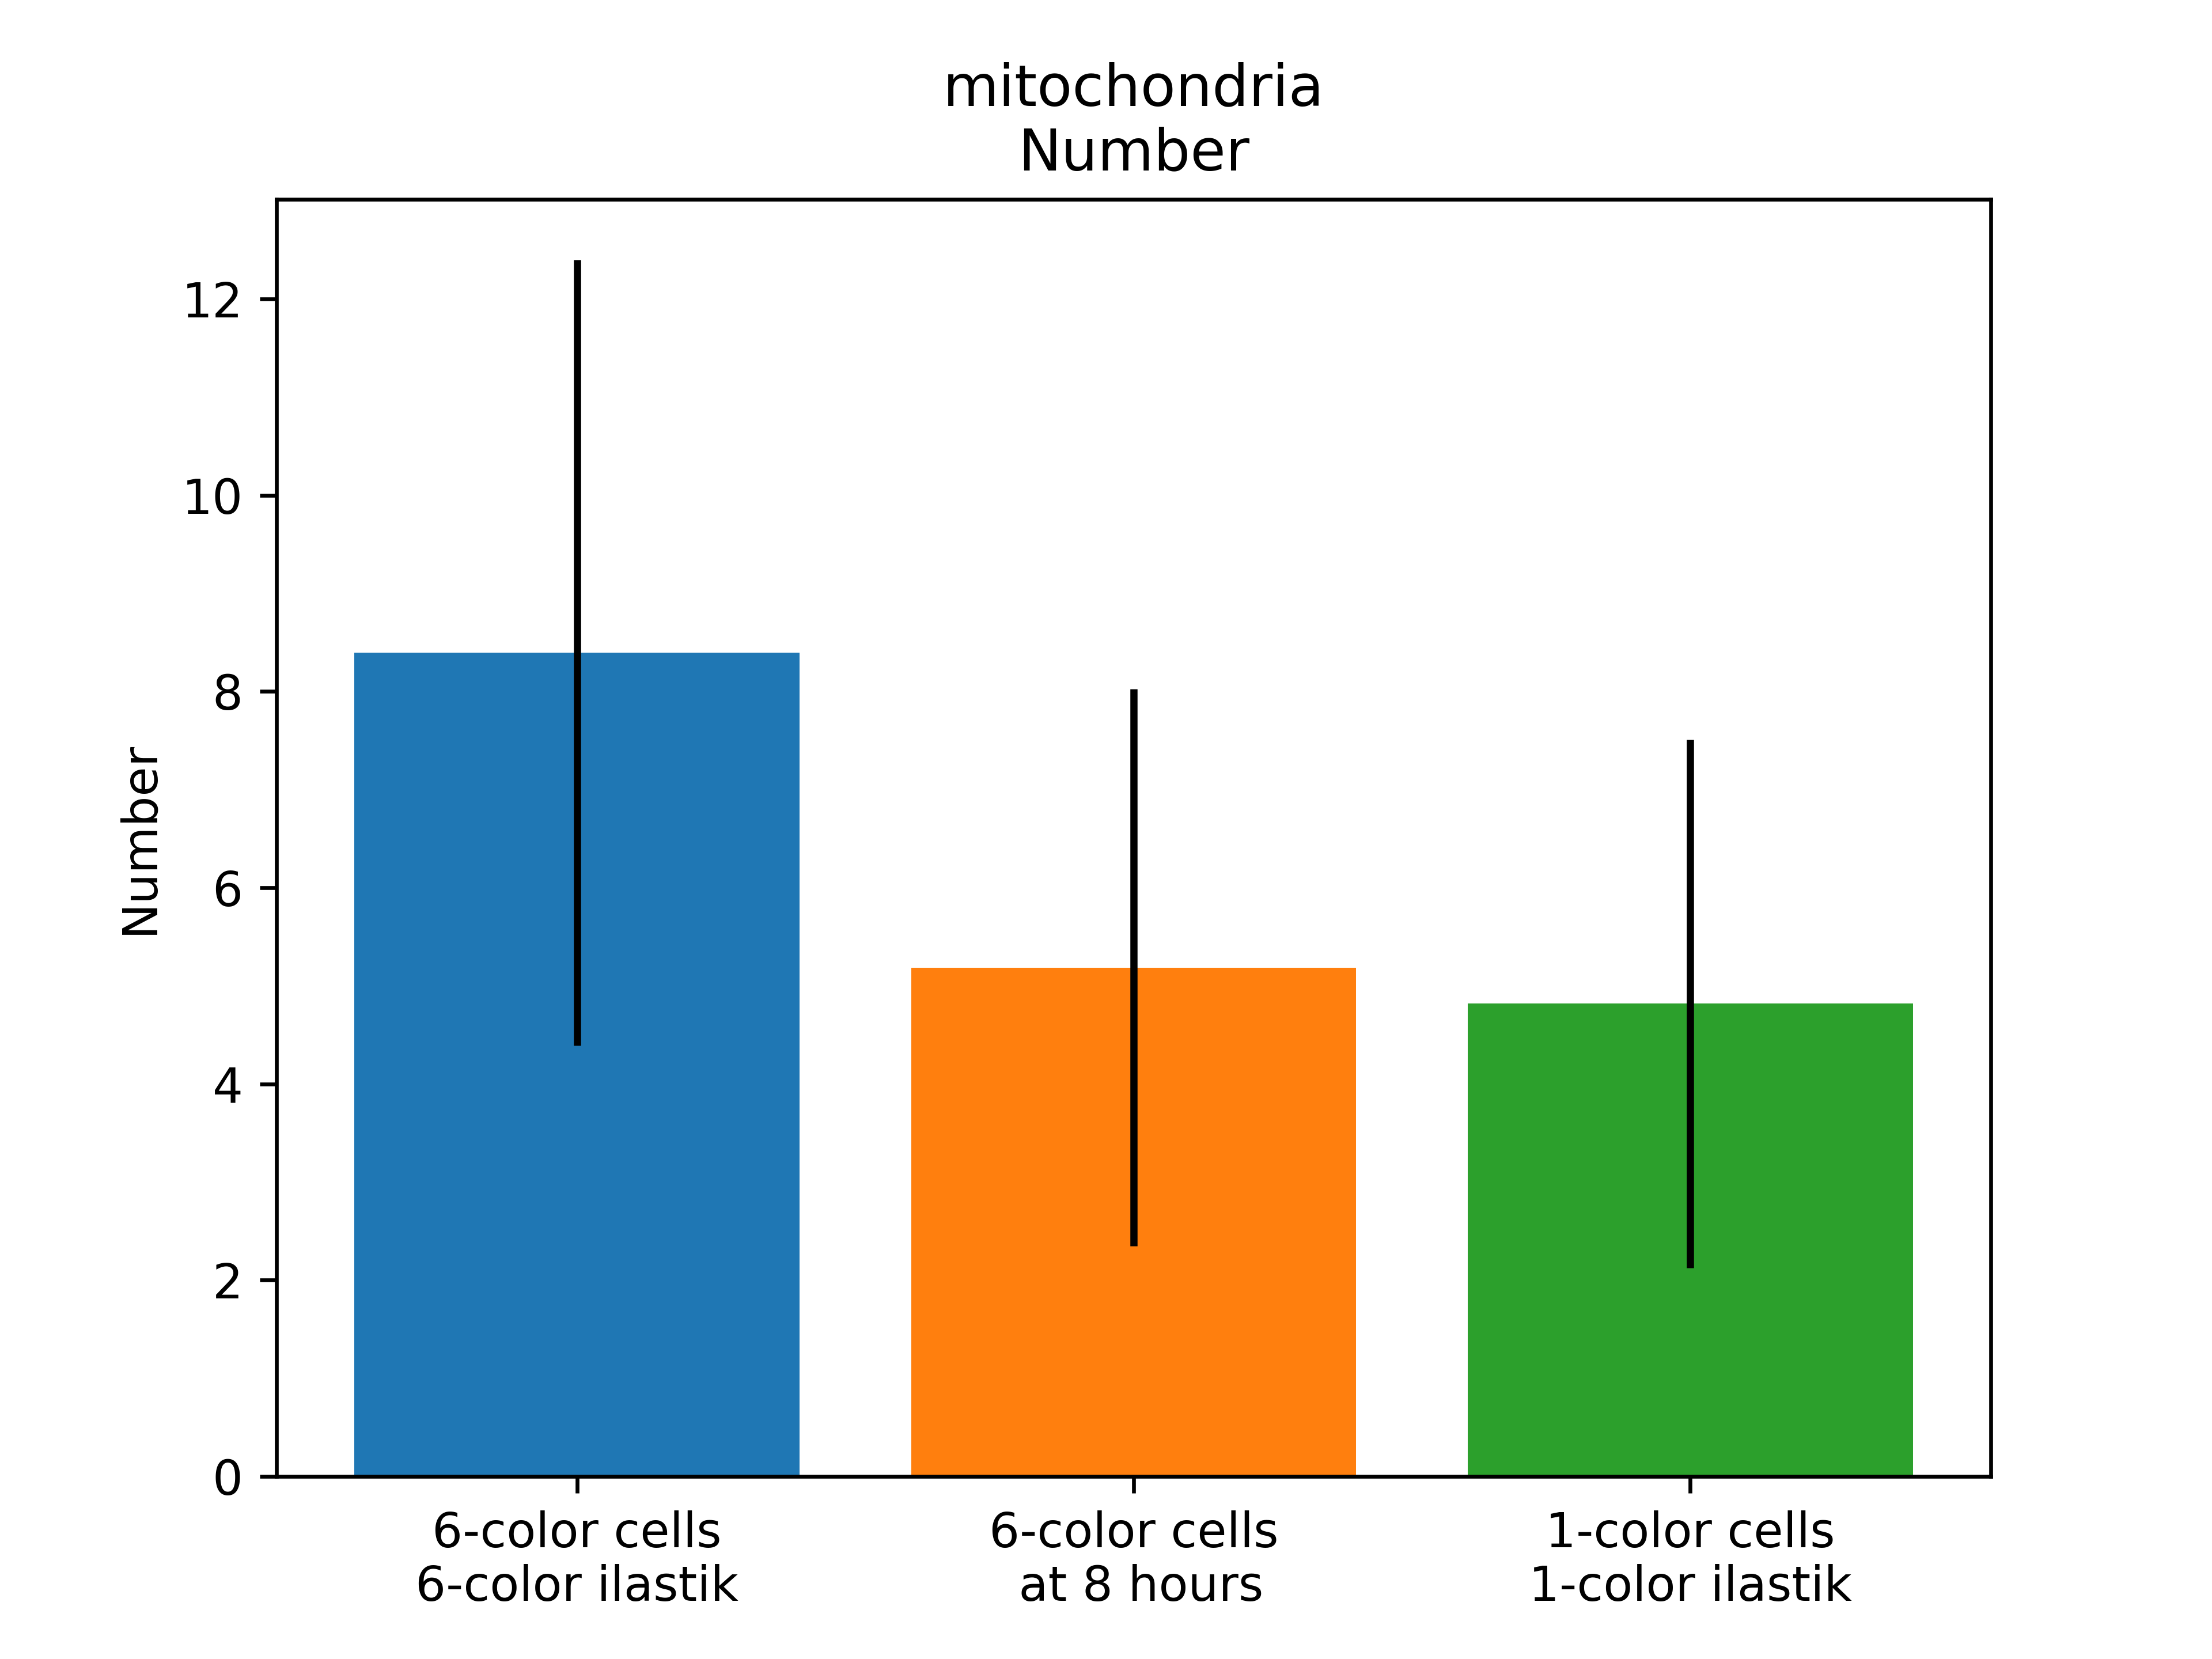 mitochondria
Number
12
10
8
6
4
2
0
Number
6-color cells
6-color ilastik
6-color cells
at 8 hours
1-color cells
1-color ilastik